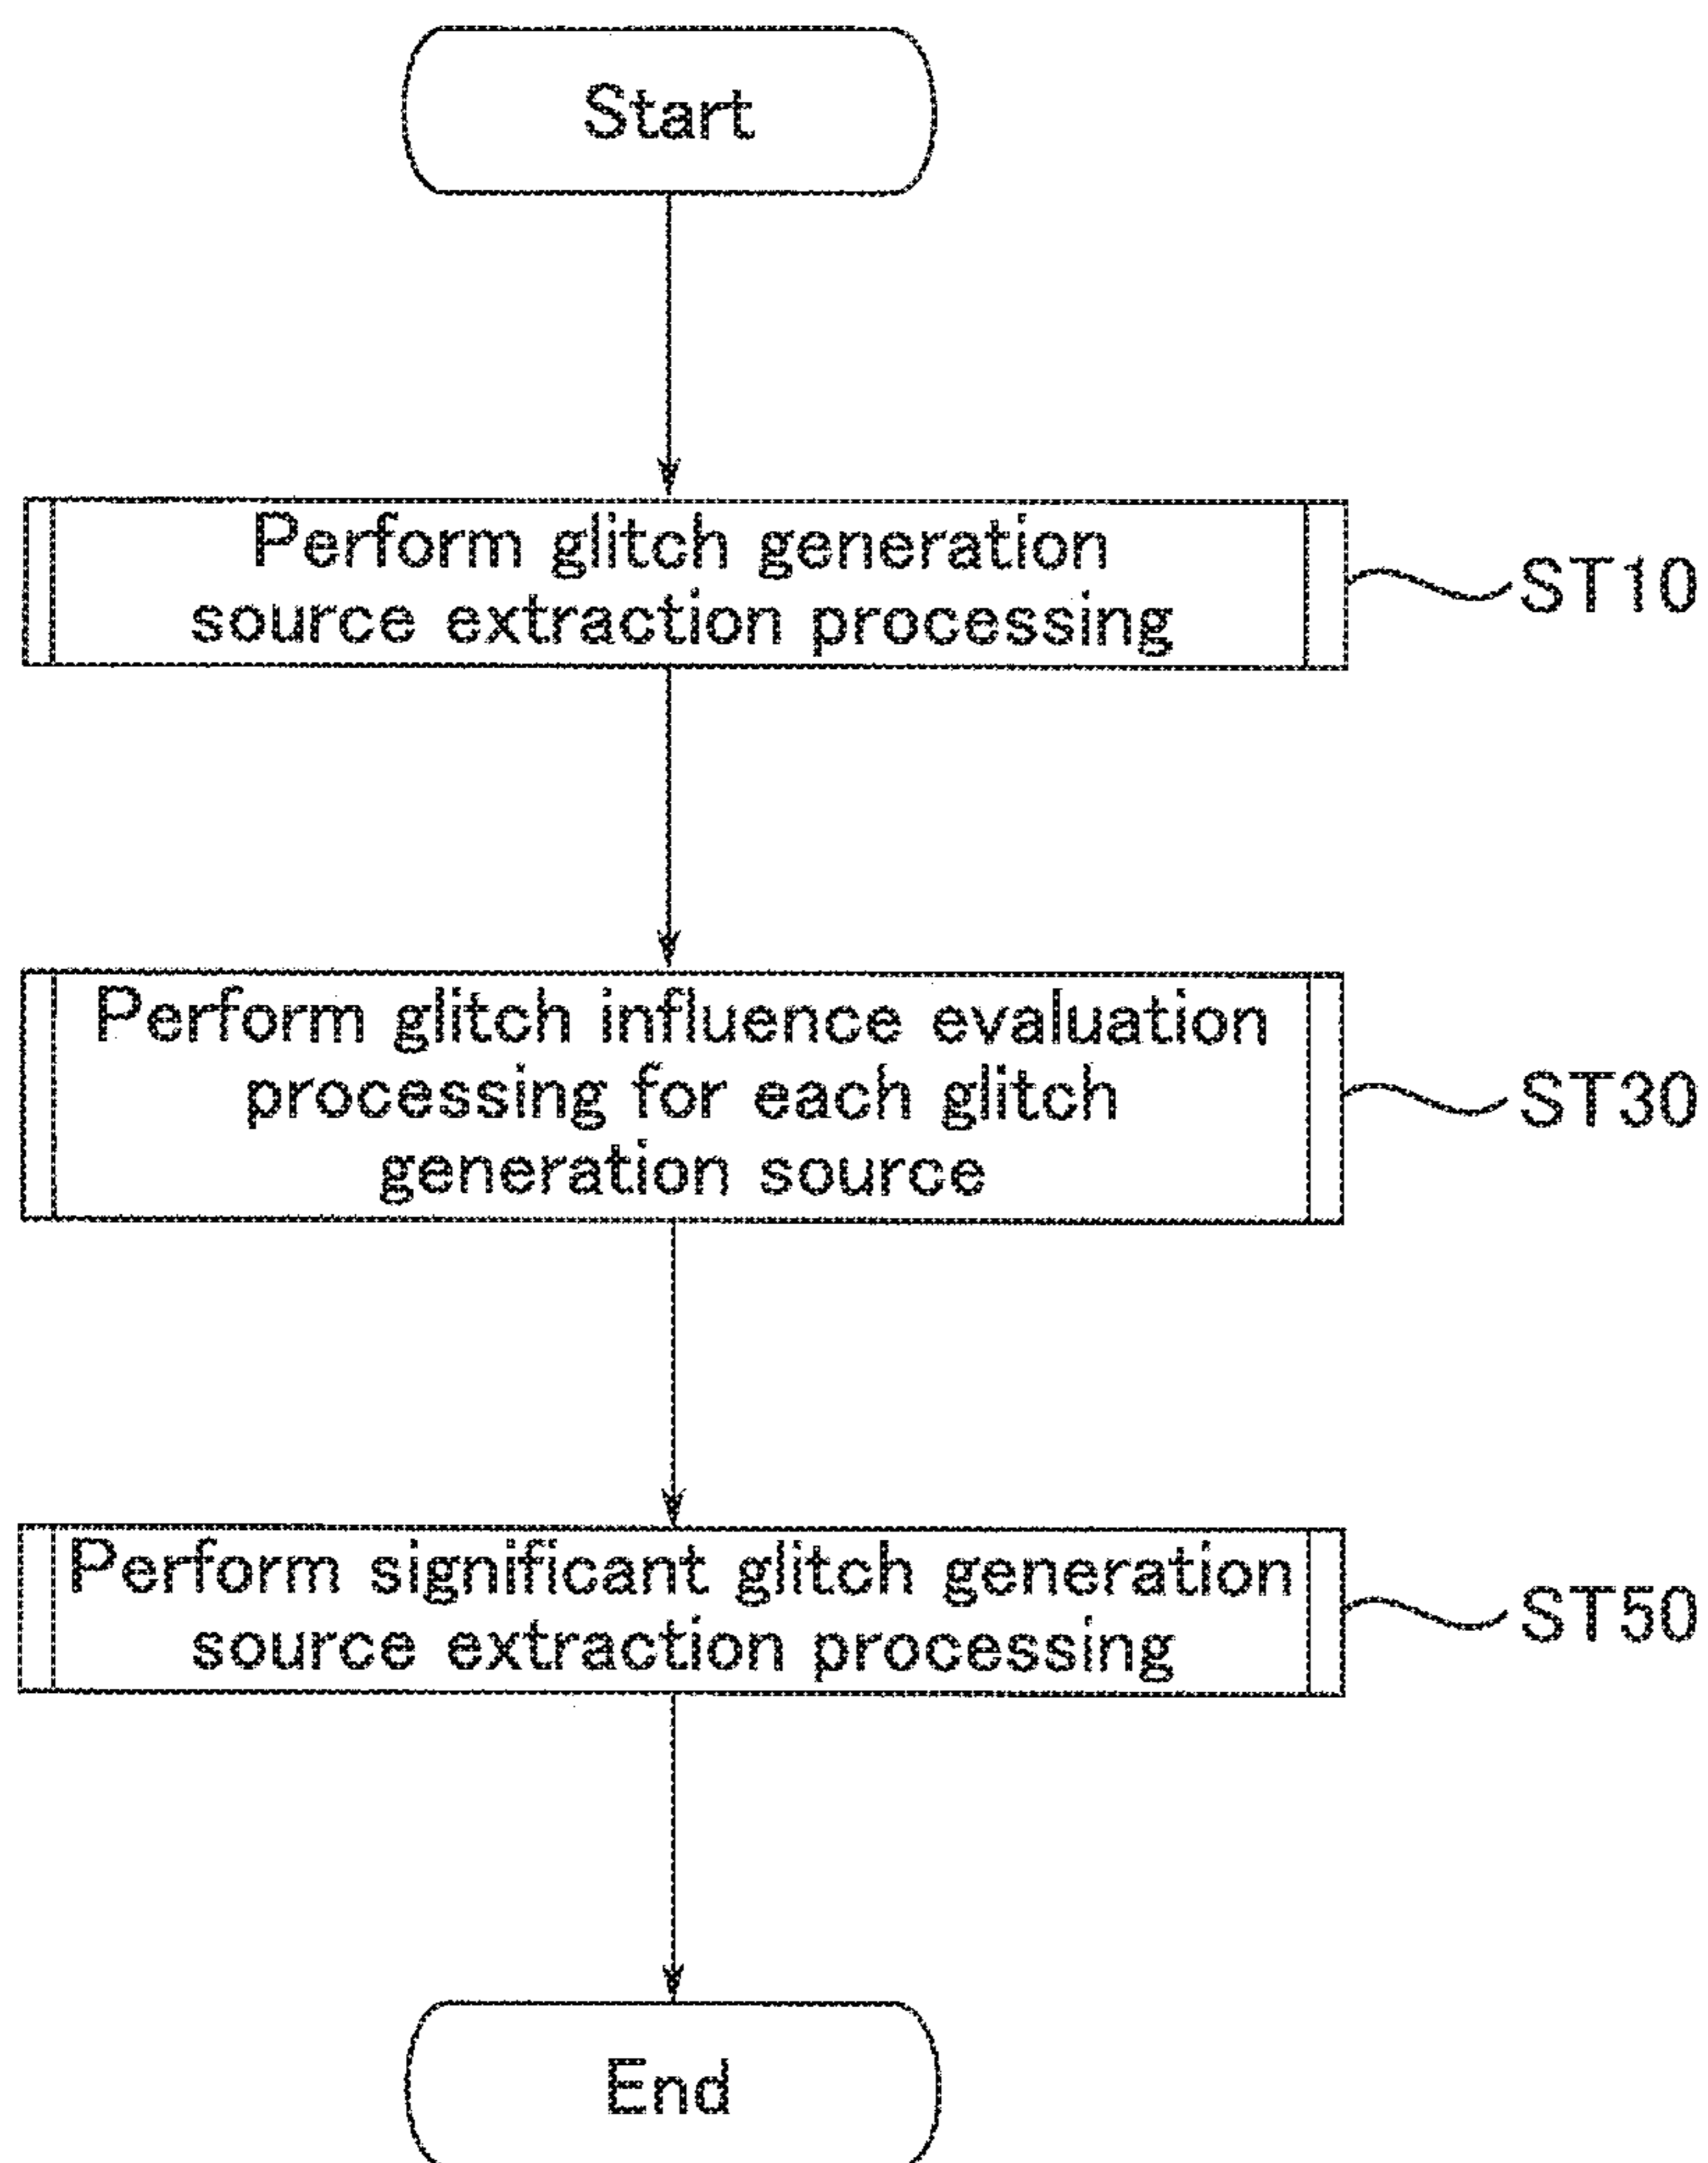 Start
Perform glitch generation
source extraction processing
ST10
Perform glitch influence evaluation
processing for each glitch
generation source
ST30
Perform significant glitch generation
source extraction processing
ST50
End